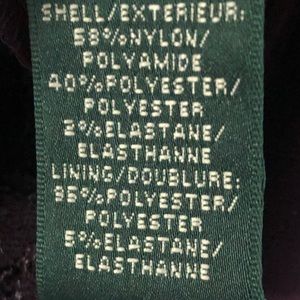 SHELL/EXTERIEUR:
58%NYLON/
POLYAMIDE
40%POLYESTER/
POLYESTER
2%ELASTANE/
ELASTHANNE
LINING/DOUBLURE:
95%POLYESTER/
POLYESTER
5%ELASTANE/
ELASTHANNE